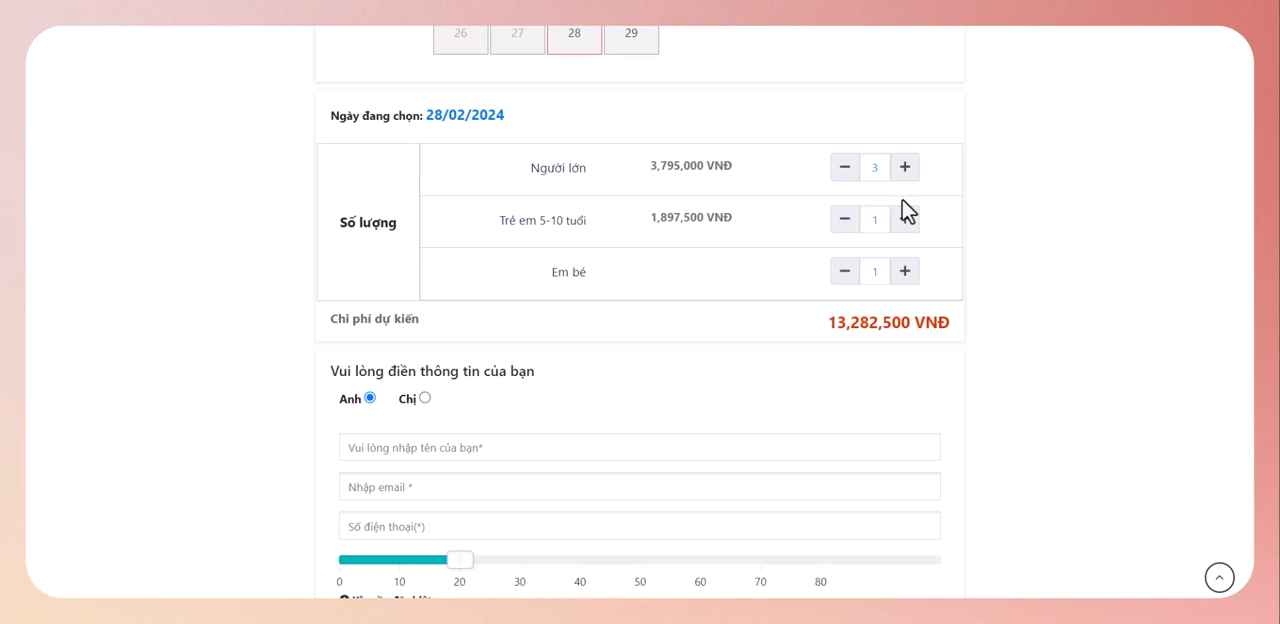 26 27 28 29
Ngày đang chọn: 28/02/2024
Người lớn 3,795,000 VNĐ − 3 +
Số lượng
Trẻ em 5-10 tuổi 1,897,500 VNĐ − 1
Em bé − 1 +
Chi phí dự kiến 13,282,500 VNĐ
Vui lòng điền thông tin của bạn
Anh Chị
Vui lòng nhập tên của bạn*
Nhập email *
Số điện thoại(*)
0 10 20 30 40 50 60 70 80